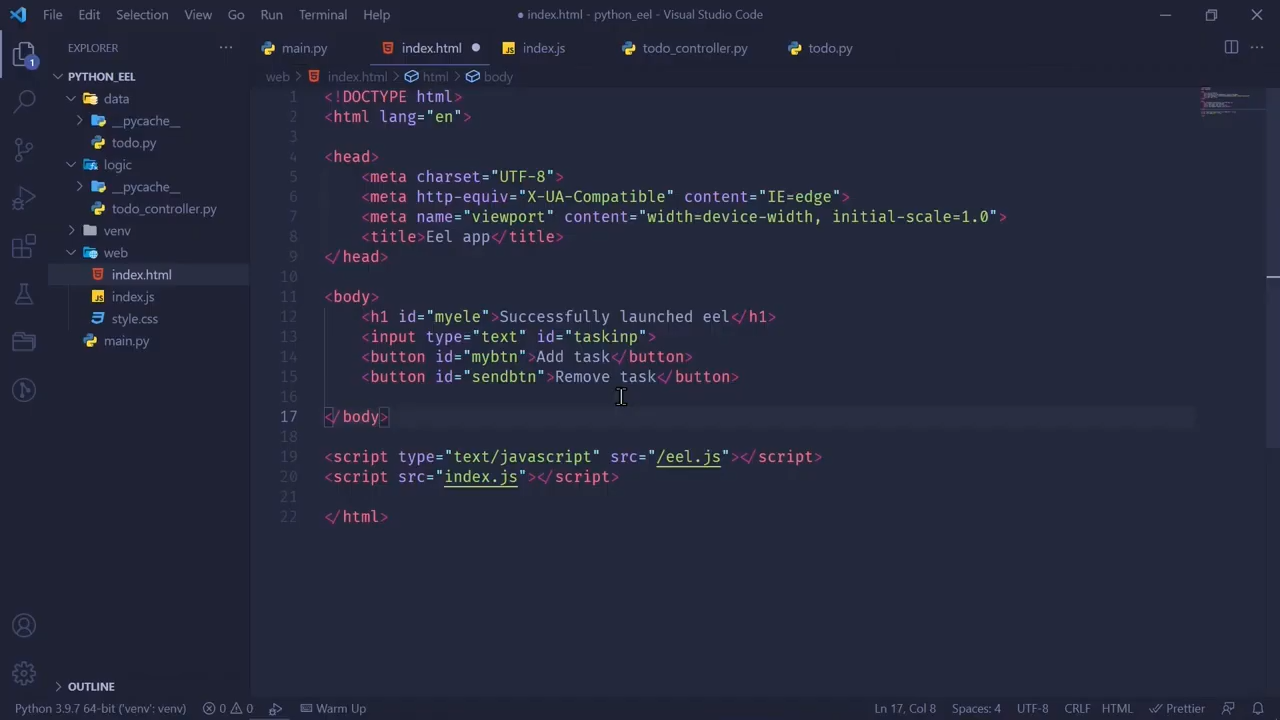 File Edit Selection View Go Run Terminal Help
● index.html - python_eel - Visual Studio Code
EXPLORER
main.py
index.html
index.js
todo_controller.py
todo.py
1
PYTHON_EEL
data
__pycache__
todo.py
logic
__pycache__
todo_controller.py
venv
web
index.html
index.js
style.css
main.py
OUTLINE
web > index.html > html > body
1 <!DOCTYPE html>
2 <html lang="en">
3
4 <head>
5 <meta charset="UTF-8">
6 <meta http-equiv="X-UA-Compatible" content="IE=edge">
7 <meta name="viewport" content="width=device-width, initial-scale=1.0">
8 <title>Eel app</title>
9 </head>
10
11 <body>
12 <h1 id="myele">Successfully launched eel</h1>
13 <input type="text" id="taskinp">
14 <button id="mybtn">Add task</button>
15 <button id="sendbtn">Remove task</button>
16
17 </body>
18
19 <script type="text/javascript" src="/eel.js"></script>
20 <script src="index.js"></script>
21
22 </html>
Python 3.9.7 64-bit ('venv': venv) 0 0 Warm Up Ln 17, Col 8 Spaces: 4 UTF-8 CRLF HTML Prettier